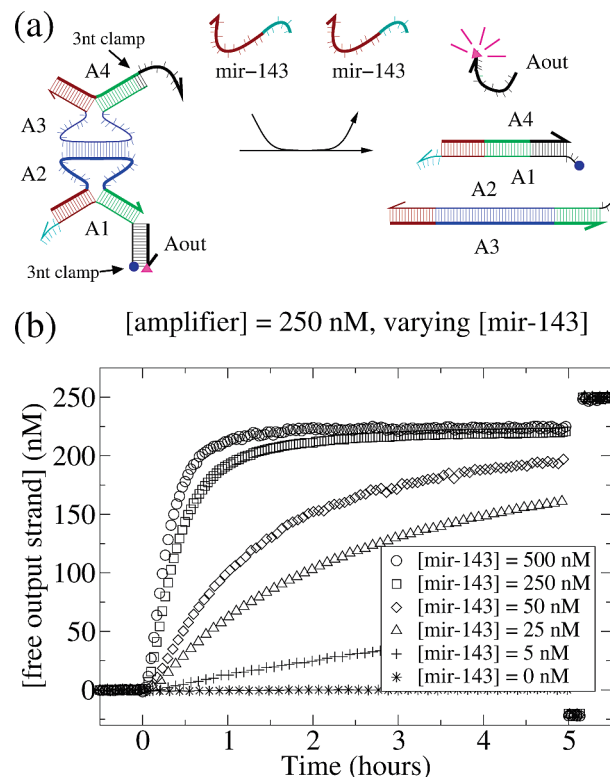 (a)
3nt clamp
A4
mir−143
mir−143
Aout
A3
A2
A1
Aout
3nt clamp
A4
A1
A2
A3
(b)
[amplifier] = 250 nM, varying [mir-143]
[free output strand] (nM)
250
200
150
100
50
0
[mir-143] = 500 nM
[mir-143] = 250 nM
[mir-143] = 50 nM
[mir-143] = 25 nM
[mir-143] = 5 nM
[mir-143] = 0 nM
0 1 2 3 4 5
Time (hours)